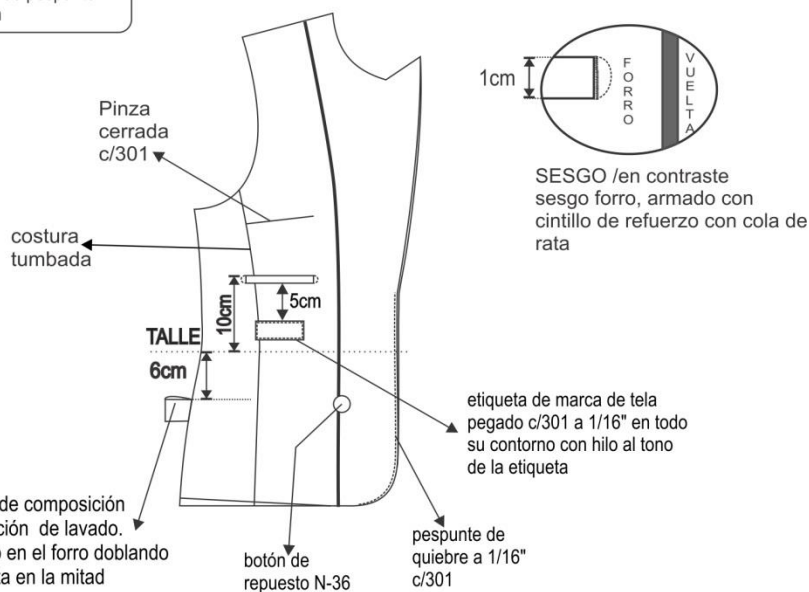 Pinza
cerrada
c/301
costura
tumbada
TALLE
10cm
5cm
6cm
1cm
FORRO
VUELTA
SESGO /en contraste
sesgo forro, armado con
cintillo de refuerzo con cola de
rata
etiqueta de marca de tela
pegado c/301 a 1/16" en todo
su contorno con hilo al tono
de la etiqueta
de composición
de lavado.
en el forro doblando
en la mitad
botón de
repuesto N-36
pespunte de
quiebre a 1/16"
c/301